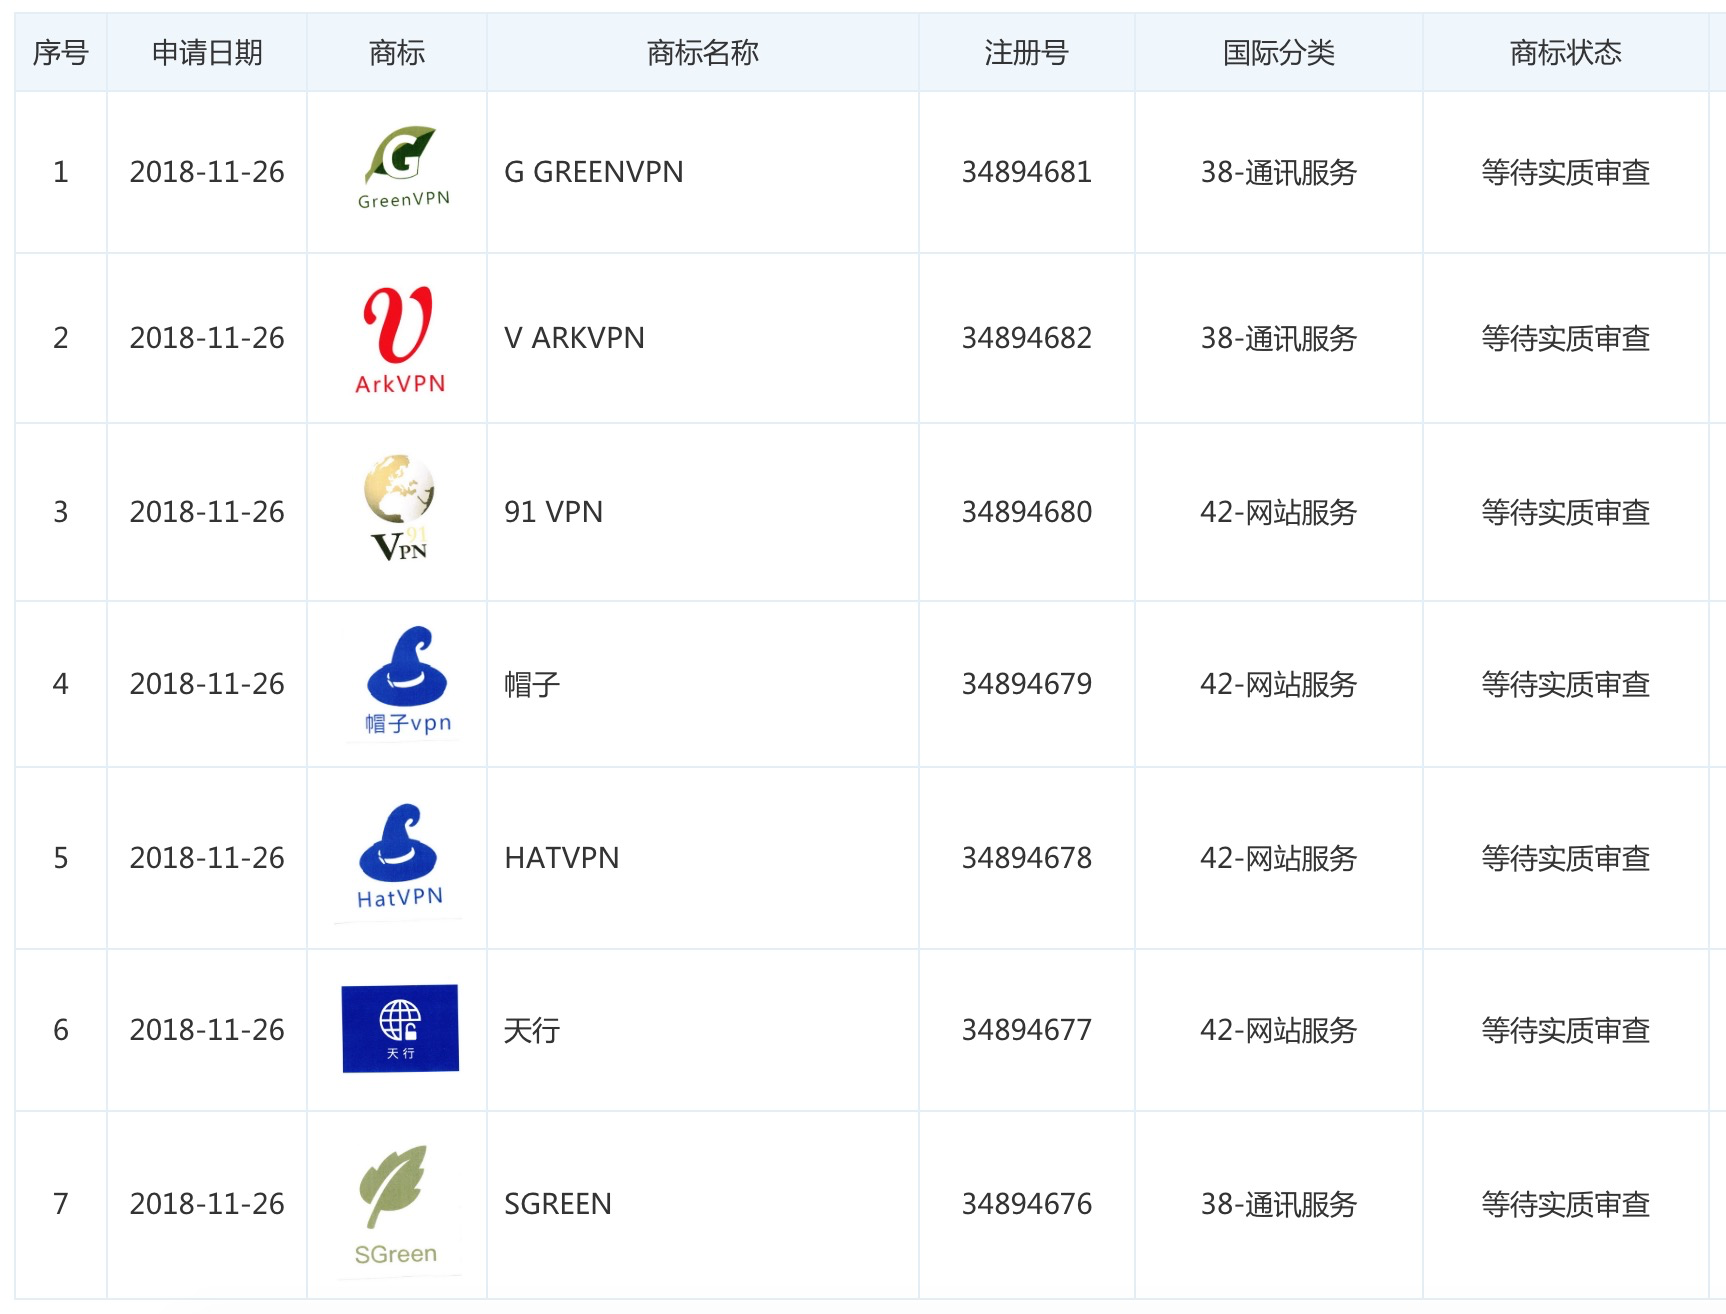 序号 申请日期 商标 商标名称 注册号 国际分类 商标状态
1 2018-11-26 G GreenVPN G GREENVPN 34894681 38-通讯服务 等待实质审查
2 2018-11-26 V ArkVPN V ARKVPN 34894682 38-通讯服务 等待实质审查
3 2018-11-26 91 VPN 91 VPN 34894680 42-网站服务 等待实质审查
4 2018-11-26 帽子vpn 帽子 34894679 42-网站服务 等待实质审查
5 2018-11-26 HatVPN HATVPN 34894678 42-网站服务 等待实质审查
6 2018-11-26 天行 天行 34894677 42-网站服务 等待实质审查
7 2018-11-26 SGreen SGREEN 34894676 38-通讯服务 等待实质审查